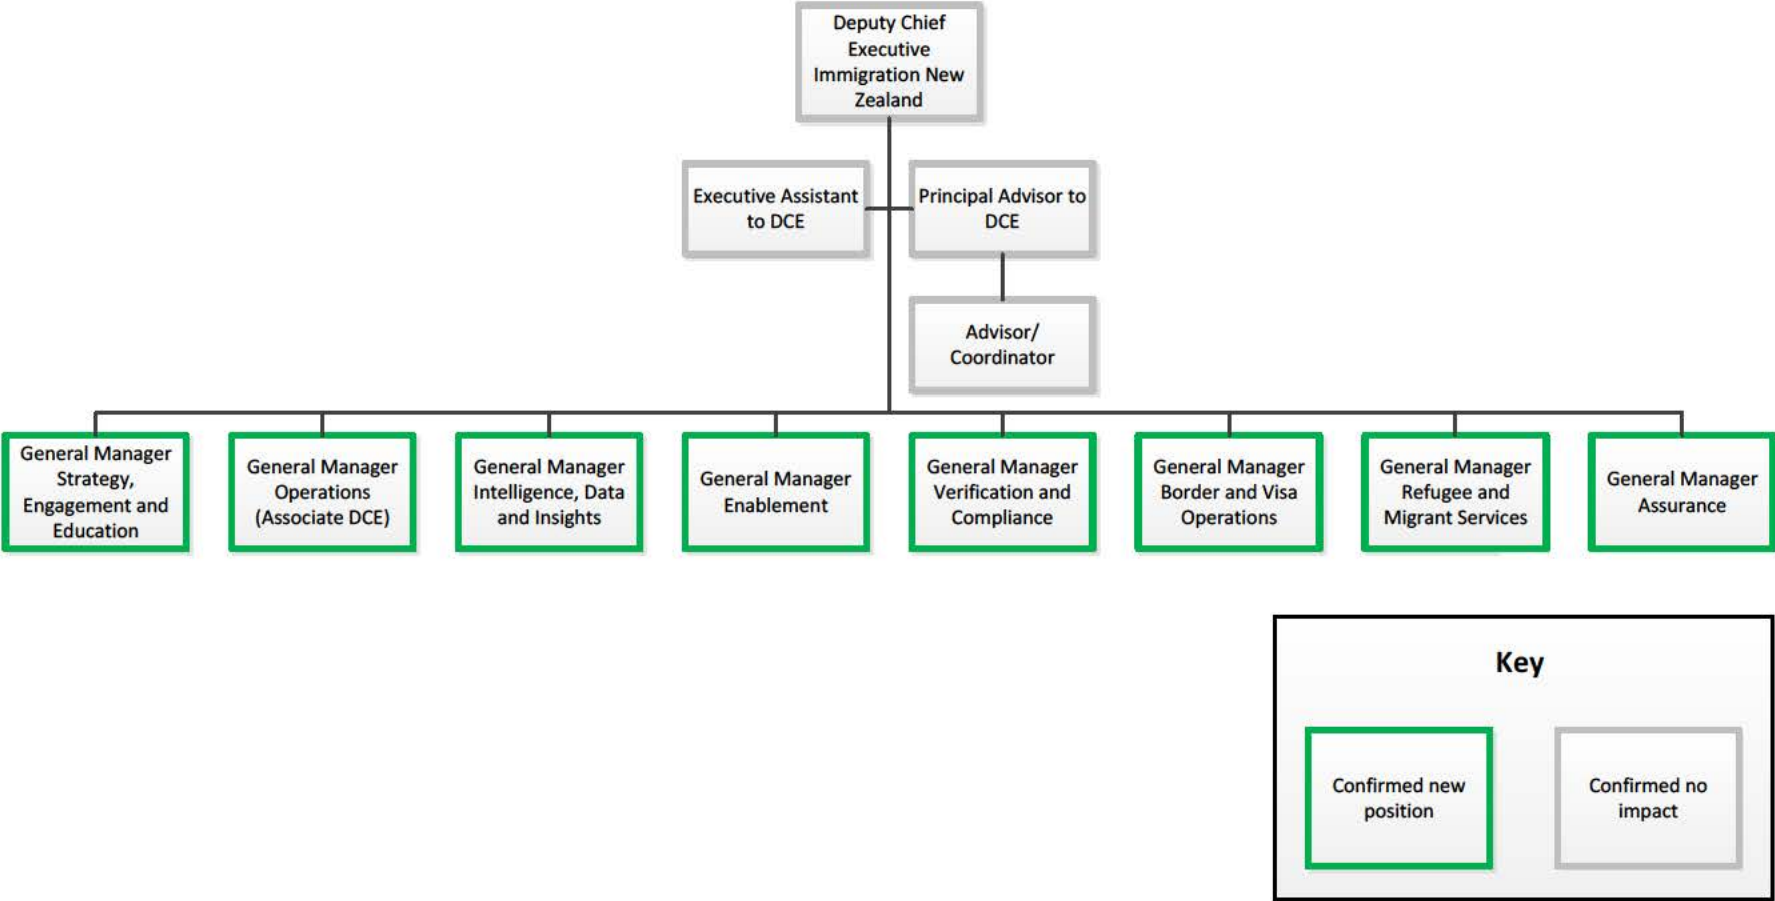 Deputy Chief
Executive
Immigration New
Zealand
Executive Assistant
to DCE
Principal Advisor to
DCE
Advisor/
Coordinator
General Manager
Strategy,
Engagement and
Education
General Manager
Operations
(Associate DCE)
General Manager
Intelligence, Data
and Insights
General Manager
Enablement
General Manager
Verification and
Compliance
General Manager
Border and Visa
Operations
General Manager
Refugee and
Migrant Services
General Manager
Assurance
Key
Confirmed new
position
Confirmed no
impact